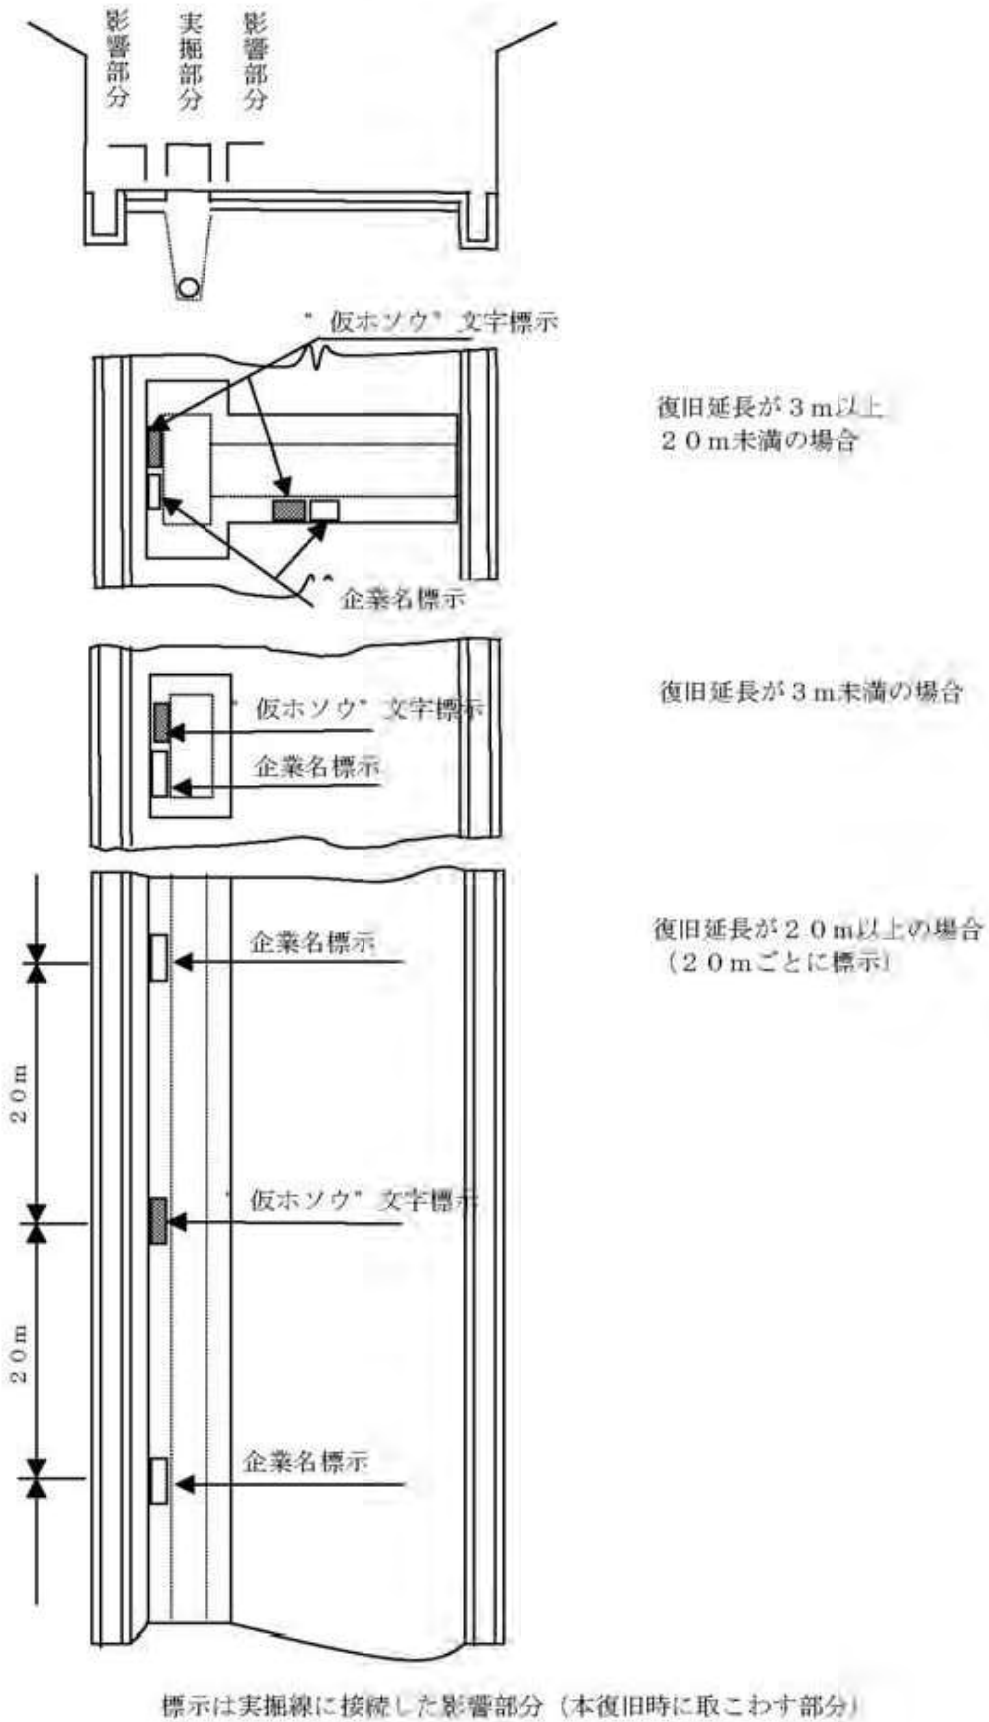 影響部分
実掘部分
影響部分
"仮ホソウ"文字標示
復旧延長が3m以上
20m未満の場合
企業名標示
復旧延長が3m未満の場合
"仮ホソウ"文字標示
企業名標示
復旧延長が20m以上の場合
(20mごとに標示)
企業名標示
20m
"仮ホソウ"文字標示
20m
企業名標示
標示は実掘線に接続した影響部分(本復旧時に取こわす部分)